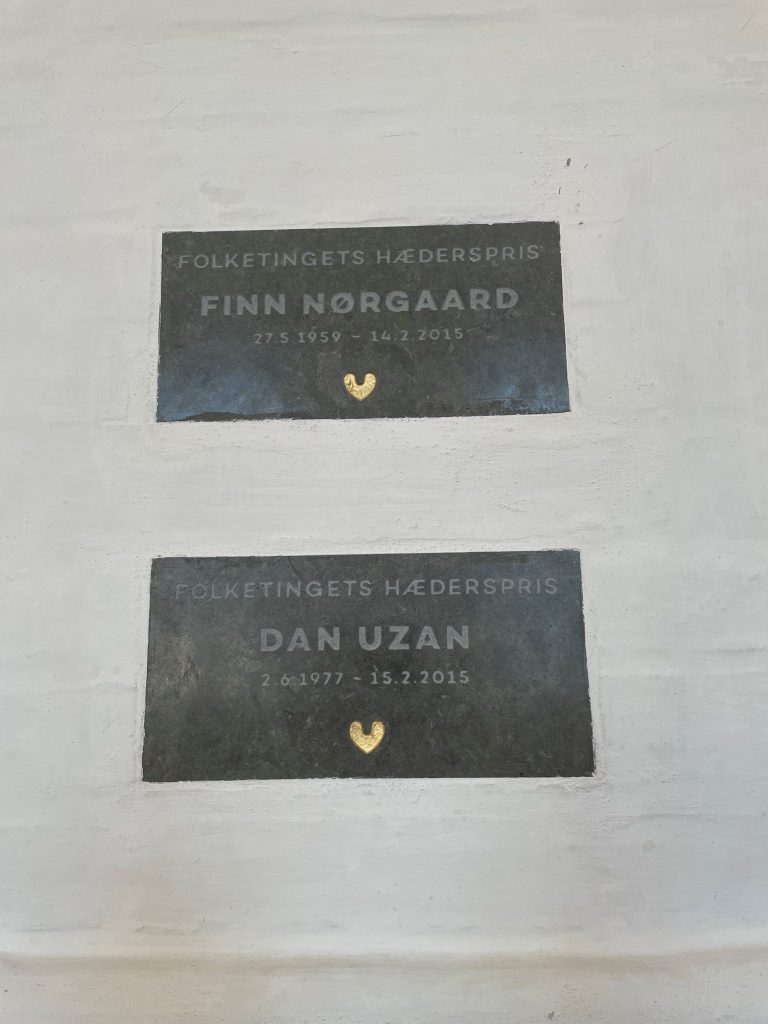 FOLKETINGETS HÆDERSPRIS
FINN NØRGAARD
27.5.1959 – 14.2.2015
FOLKETINGETS HÆDERSPRIS
DAN UZAN
2.6.1977 – 15.2.2015